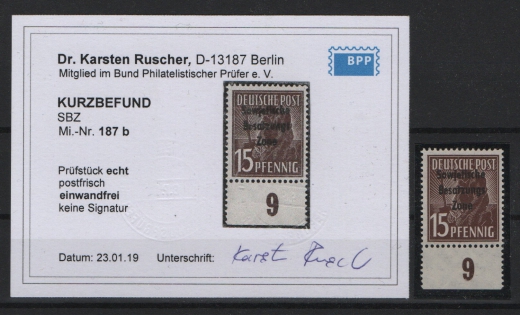 Dr. Karsten Ruscher, D-13187 Berlin
Mitglied im Bund Philatelistischer Prüfer e. V.
BPP
KURZBEFUND
SBZ
Mi.-Nr. 187 b
Prüfstück echt
postfrisch
einwandfrei
keine Signatur
Datum: 23.01.19
Unterschrift:
DEUTSCHE POST
Sowjetische
Besatzungs
Zone
15 PFENNIG
9
DEUTSCHE POST
Sowjetische
Besatzungs
Zone
15 PFENNIG
9